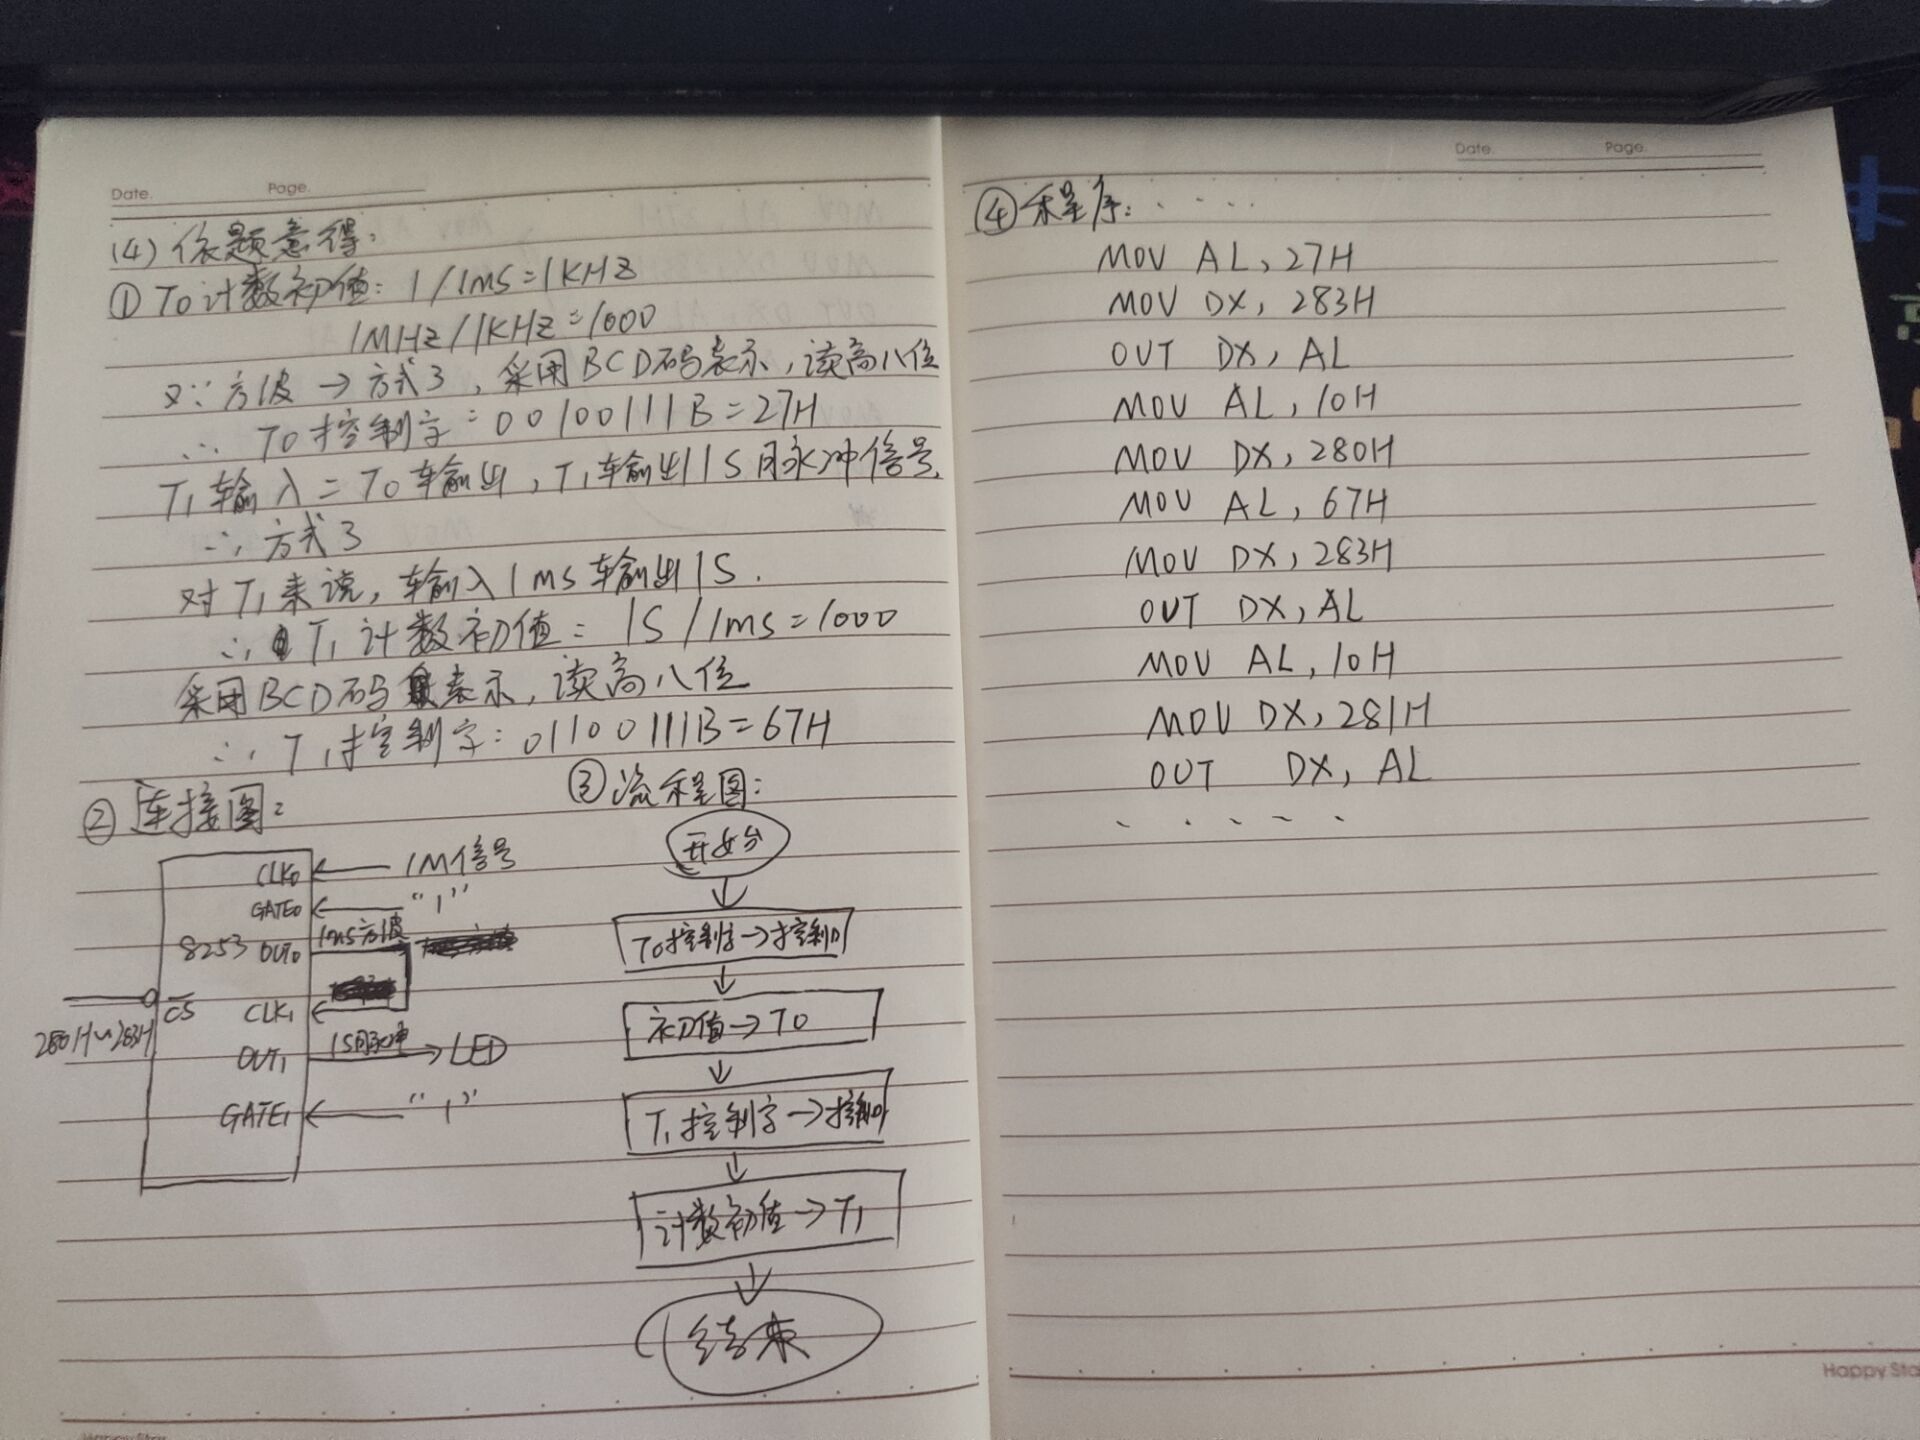 Date.
Page.
(4) 依题意得:
① T0计数初值: 1/1ms=1KHZ
1MHz/1KHZ=1000
又∵方波→方式3,采用BCD码表示,读高八位
∴ T0控制字=00100111B=27H
T1输入=T0输出,T1输出1S脉冲信号.
∴方式3
对T1来说,输入1ms输出1S.
∴ T1计数初值: 1S/1ms=1000
采用BCD码表示,读高八位
∴ T1控制字: 01100111B=67H
② 连接图:
CLK0
1M信号
GATE0
"1"
8253
OUT0
1ms方波
CS
280H~283H
CLK1
OUT1
1S脉冲
LED
GATE1
"1"
③ 流程图:
开始
T0控制字→控制口
初值→T0
T1控制字→控制口
计数初值→T1
结束
Date.
Page.
④ 程序: ....
MOV AL, 27H
MOV DX, 283H
OUT DX, AL
MOV AL, 10H
MOV DX, 280H
MOV AL, 67H
MOV DX, 283H
OUT DX, AL
MOV AL, 10H
MOV DX, 281H
OUT DX, AL
.....
Happy